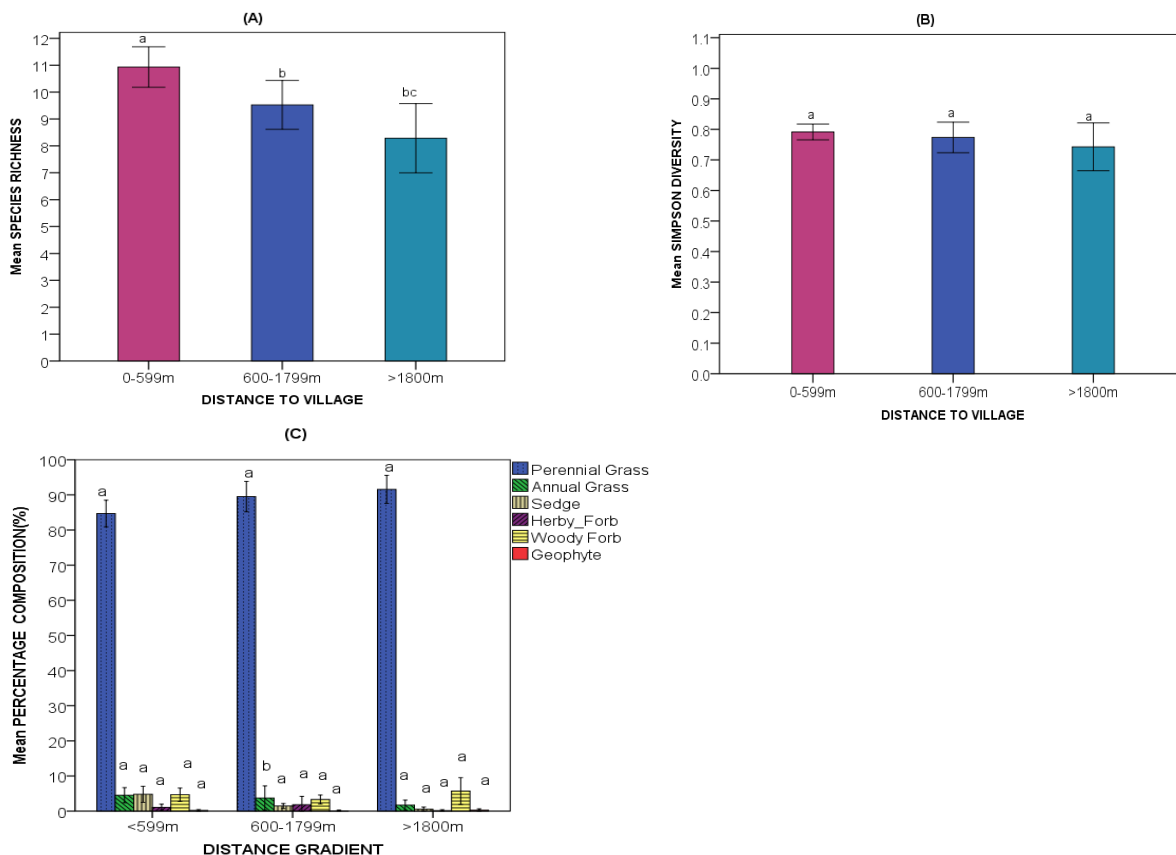 (A)
Mean SPECIES RICHNESS
12
11
10
9
8
7
6
5
4
3
2
1
0
a
b
bc
0-599m 600-1799m >1800m
DISTANCE TO VILLAGE
(B)
Mean SIMPSON DIVERSITY
1.1
1.0
0.9
0.8
0.7
0.6
0.5
0.4
0.3
0.2
0.1
0.0
a a a
0-599m 600-1799m >1800m
DISTANCE TO VILLAGE
(C)
Mean PERCENTAGE COMPOSITION(%)
100
90
80
70
60
50
40
30
20
10
0
a a a a a a
a b a a a a
a a a a a a
<599m 600-1799m >1800m
DISTANCE GRADIENT
Perennial Grass
Annual Grass
Sedge
Herby_Forb
Woody Forb
Geophyte